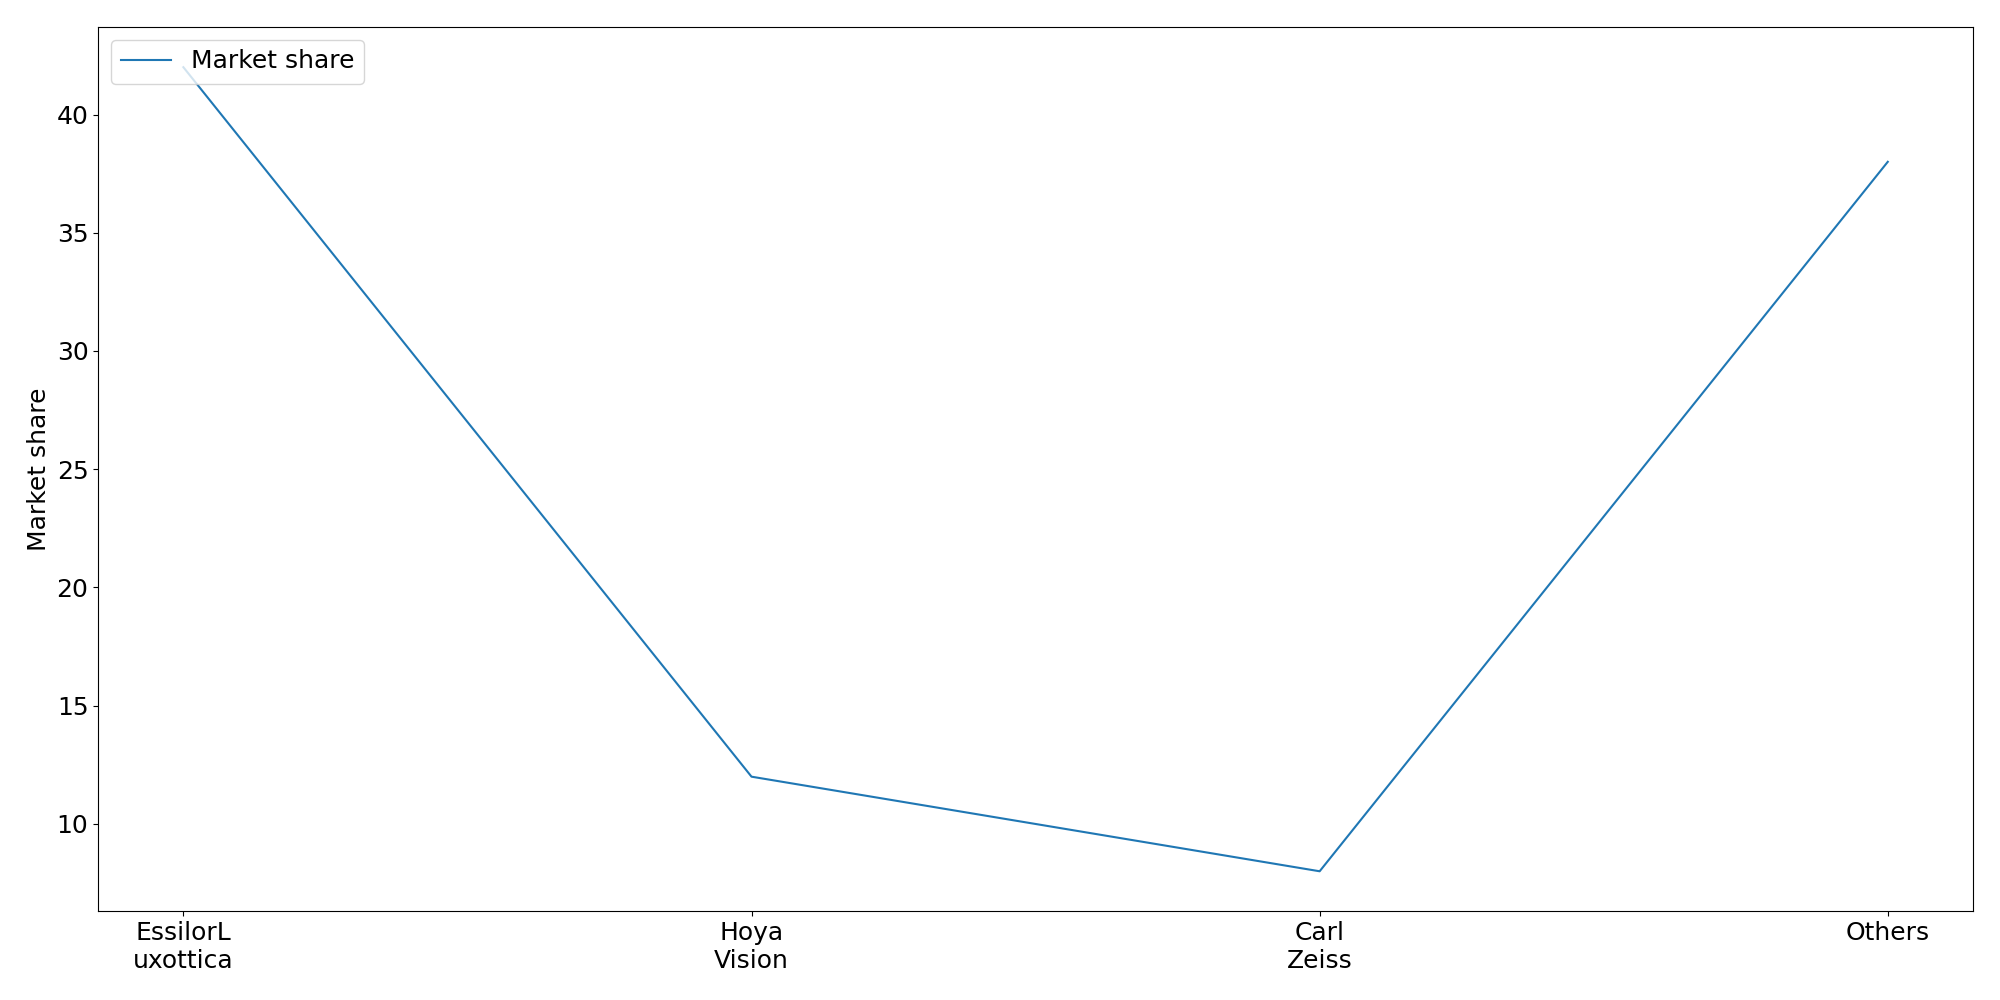 Market share
40
35
30
25
20
15
10
Market share
EssilorL
uxottica
Hoya
Vision
Carl
Zeiss
Others